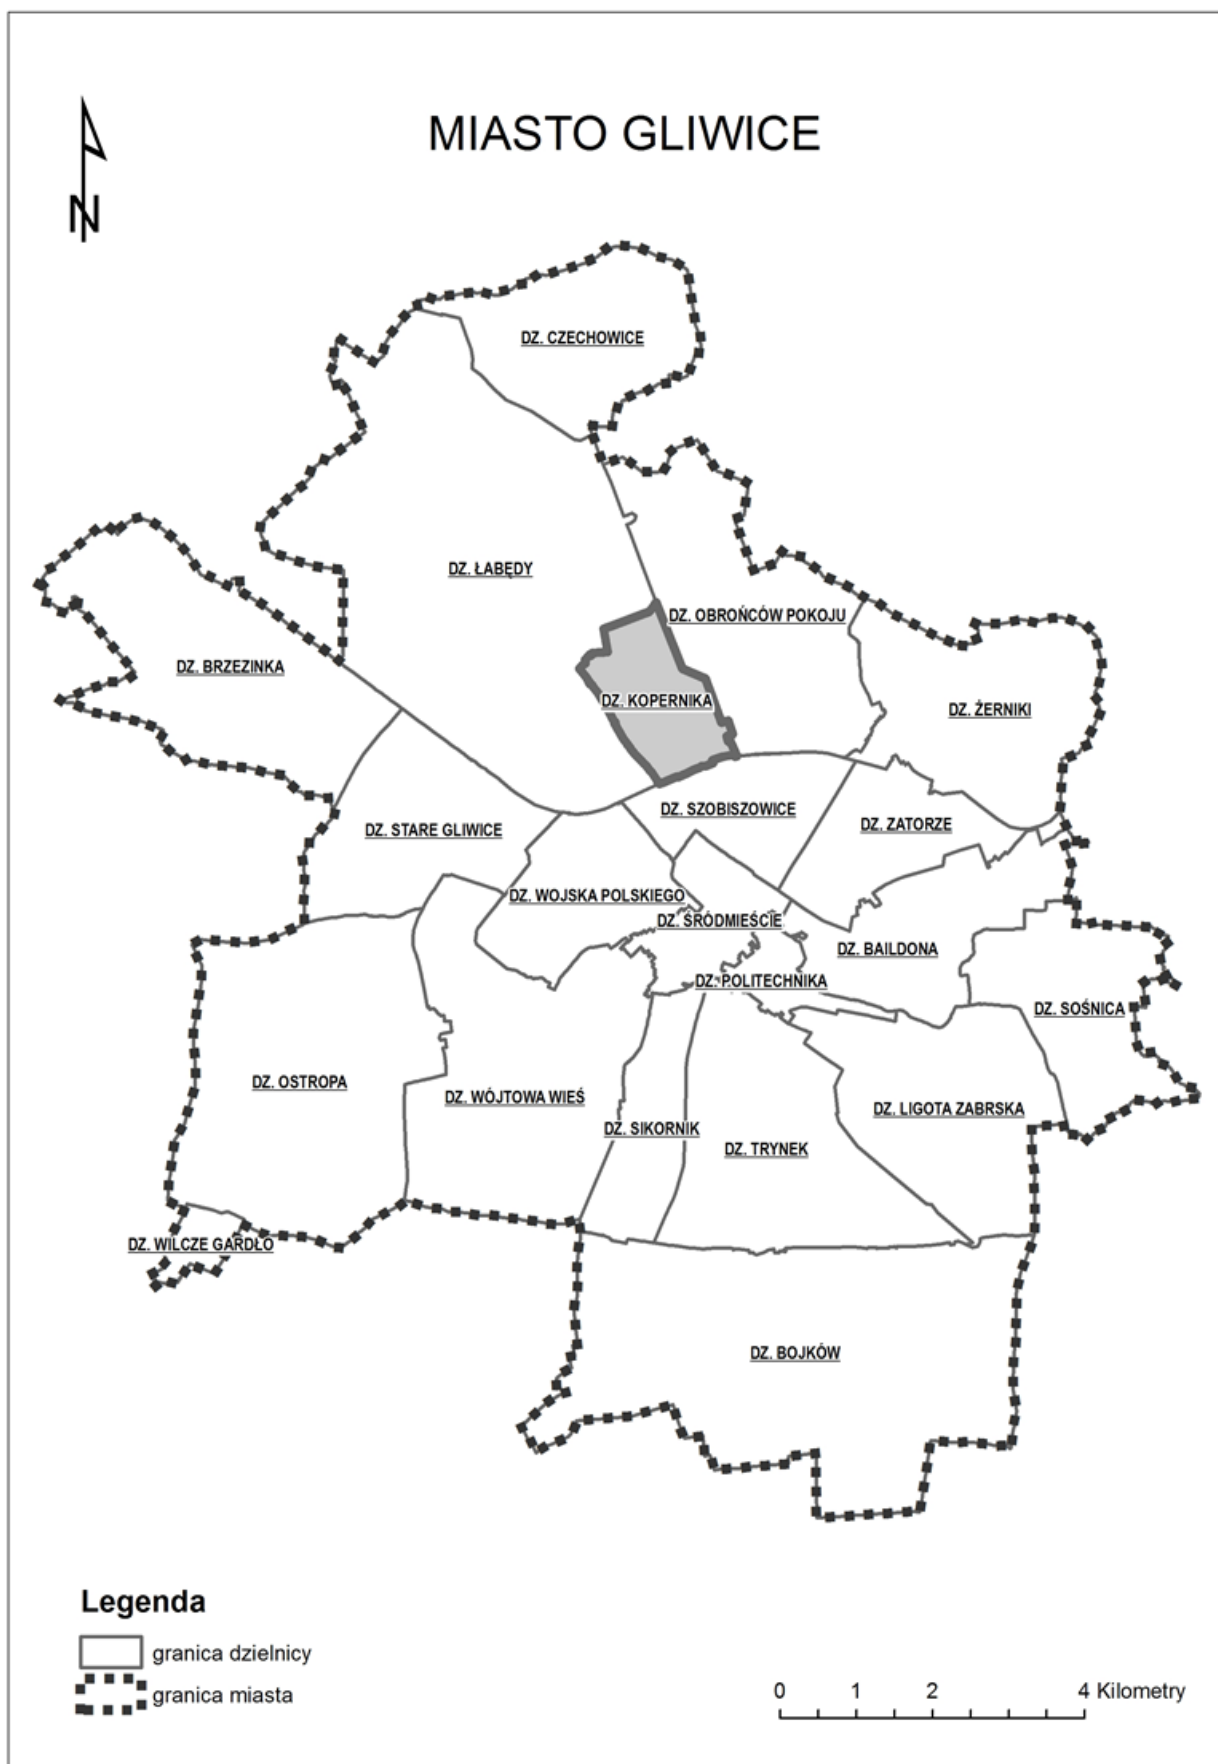 MIASTO GLIWICE
N
DZ. CZECHOWICE
DZ. ŁABĘDY
DZ. OBROŃCÓW POKOJU
DZ. BRZEZINKA
DZ. KOPERNIKA
DZ. ŻERNIKI
DZ. SZOBISZOWICE
DZ. ZATORZE
DZ. STARE GLIWICE
DZ. WOJSKA POLSKIEGO
DZ. ŚRÓDMIEŚCIE
DZ. BAILDONA
DZ. POLITECHNIKA
DZ. SOŚNICA
DZ. OSTROPA
DZ. WÓJTOWA WIEŚ
DZ. LIGOTA ZABRSKA
DZ. SIKORNIK
DZ. TRYNEK
DZ. WILCZE GARDŁO
DZ. BOJKÓW
Legenda
granica dzielnicy
granica miasta
0 1 2 4 Kilometry